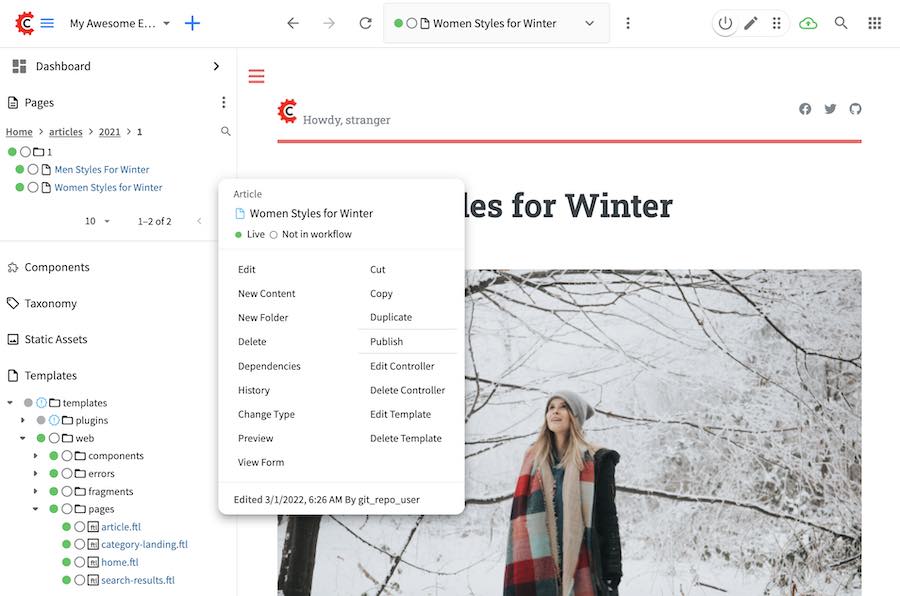 My Awesome E...
Women Styles for Winter
Dashboard
Pages
Home > articles > 2021 > 1
1
Men Styles For Winter
Women Styles for Winter
10
1–2 of 2
Components
Taxonomy
Static Assets
Templates
templates
plugins
web
components
errors
fragments
pages
article.ftl
category-landing.ftl
home.ftl
search-results.ftl
Article
Women Styles for Winter
Live Not in workflow
Edit
New Content
New Folder
Delete
Dependencies
History
Change Type
Preview
View Form
Cut
Copy
Duplicate
Publish
Edit Controller
Delete Controller
Edit Template
Delete Template
Edited 3/1/2022, 6:26 AM By git_repo_user
Howdy, stranger
les for Winter